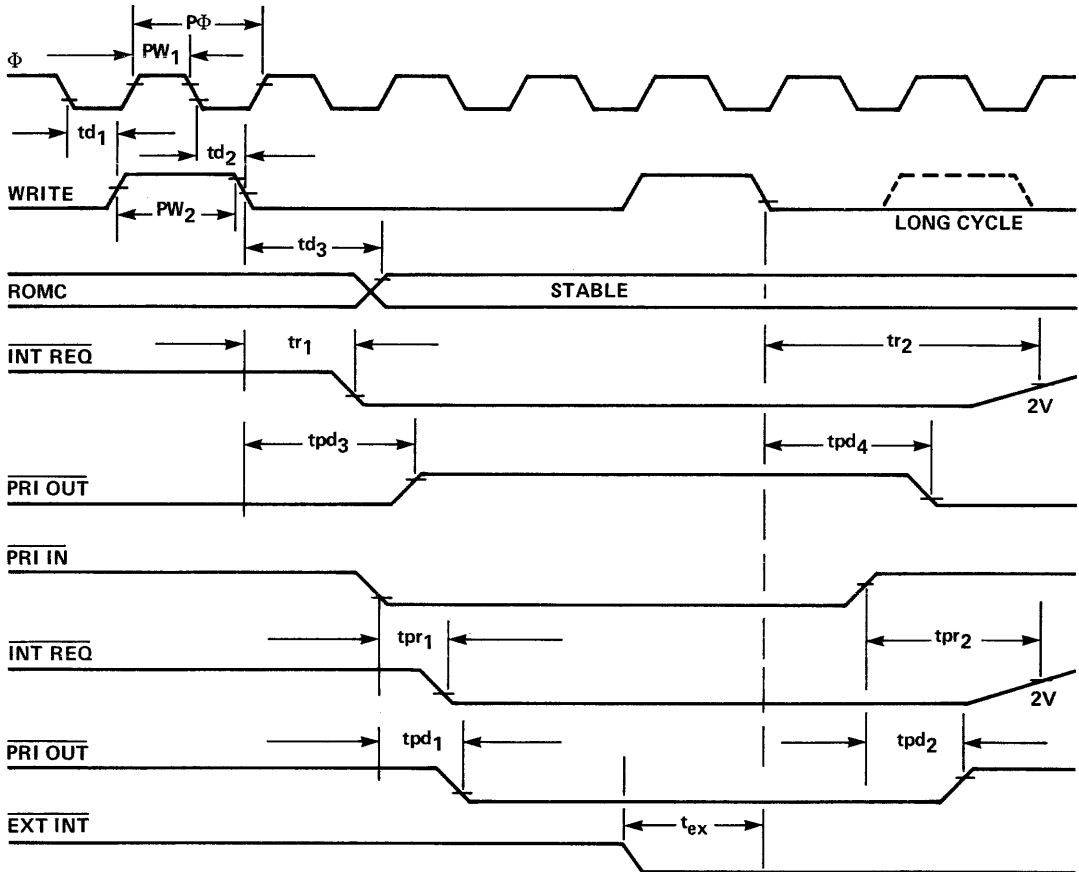 PΦ
Φ
PW1
td1
td2
WRITE
PW2
LONG CYCLE
td3
ROMC
STABLE
INT REQ
tr1
tr2
2V
tpd3
tpd4
PRI OUT
PRI IN
tpr1
tpr2
INT REQ
2V
tpd1
tpd2
PRI OUT
tex
EXT INT